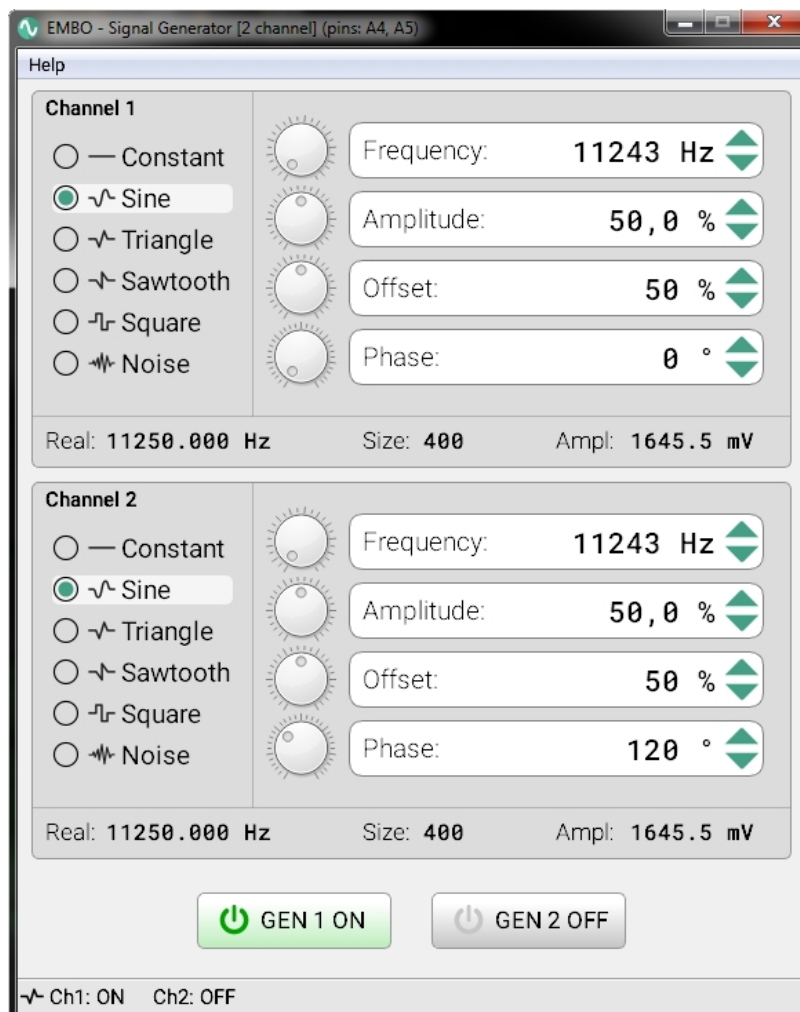 EMBO - Signal Generator [2 channel] (pins: A4, A5)
Help
Channel 1
Constant
Sine
Triangle
Sawtooth
Square
Noise
Frequency: 11243 Hz
Amplitude: 50,0 %
Offset: 50 %
Phase: 0 °
Real: 11250.000 Hz Size: 400 Ampl: 1645.5 mV
Channel 2
Constant
Sine
Triangle
Sawtooth
Square
Noise
Frequency: 11243 Hz
Amplitude: 50,0 %
Offset: 50 %
Phase: 120 °
Real: 11250.000 Hz Size: 400 Ampl: 1645.5 mV
GEN 1 ON GEN 2 OFF
Ch1: ON Ch2: OFF